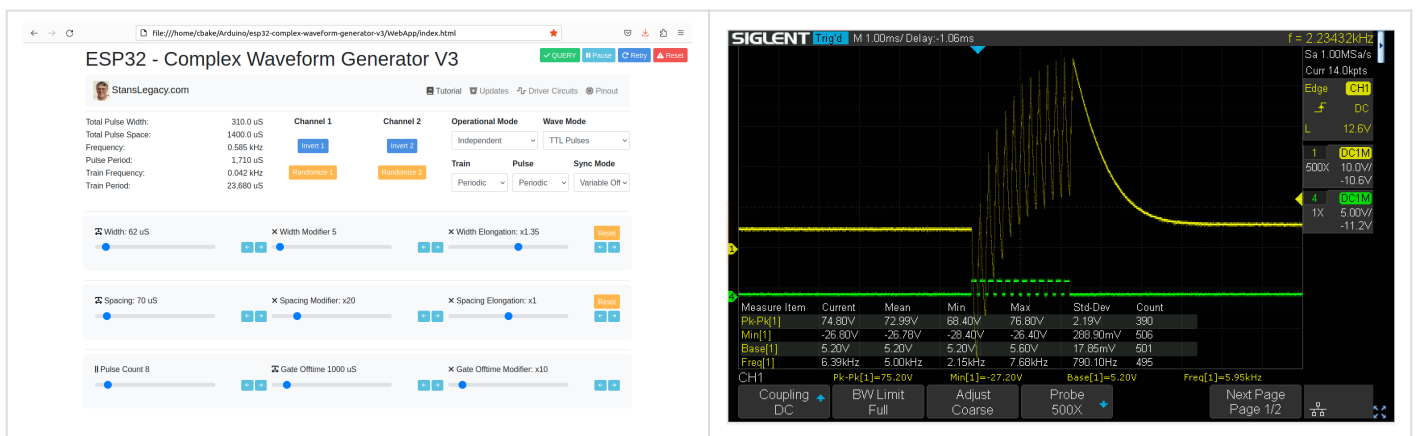 file:///home/cbake/Arduino/esp32-complex-waveform-generator-v3/WebApp/index.html
ESP32 - Complex Waveform Generator V3
QUERY Pause Retry Reset
StansLegacy.com Tutorial Updates Driver Circuits Pinout
Total Pulse Width: 310.0 uS Channel 1 Channel 2 Operational Mode Wave Mode
Total Pulse Space: 1400.0 uS
Frequency: 0.585 kHz Invert 1 Invert 2 Independent TTL Pulses
Pulse Period: 1,710 uS
Train Frequency: 0.042 kHz Randomize 1 Randomize 2 Train Pulse Sync Mode
Train Period: 23,680 uS Periodic Periodic Variable Off
Width: 62 uS × Width Modifier 5 × Width Elongation: x1.35 Reset
Spacing: 70 uS × Spacing Modifier: x20 × Spacing Elongation: x1 Reset
Pulse Count 8 Gate Offtime 1000 uS × Gate Offtime Modifier: x10
SIGLENT Trig'd M 1.00ms/ Delay:-1.06ms f = 2.23432kHz
Sa 1.00MSa/s
Curr 14.0kpts
Edge CH1
DC
L 12.6V
1 DC1M
500X 10.0V/
-10.6V
4 DC1M
1X 5.00V/
-11.2V
1
4
Measure Item Current Mean Min Max Std-Dev Count
Pk-Pk[1] 74.80V 72.99V 68.40V 76.80V 2.19V 390
Min[1] -26.80V -26.78V -28.40V -26.40V 288.90mV 506
Base[1] 5.20V 5.20V 5.20V 5.60V 17.85mV 501
Freq[1] 6.39kHz 5.00kHz 2.15kHz 7.68kHz 790.10Hz 495
CH1 Pk-Pk[1]=75.20V Min[1]=-27.20V Base[1]=5.20V Freq[1]=5.95kHz
Coupling BW Limit Adjust Probe Next Page
DC Full Coarse 500X Page 1/2